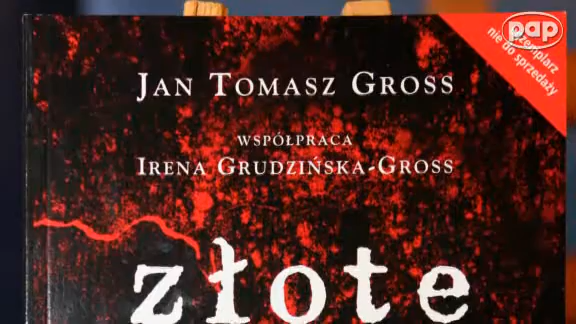 JAN TOMASZ GROSS
WSPÓŁPRACA
IRENA GRUDZIŃSKA-GROSS
złote
pap
egzemplarz
nie do sprzedaży